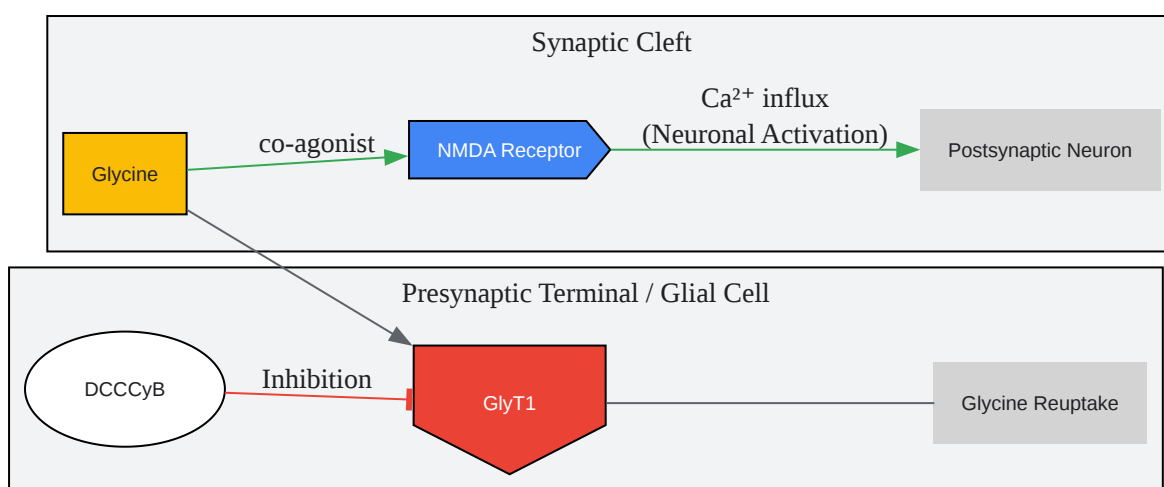 Synaptic Cleft
Ca²⁺ influx
(Neuronal Activation)
co-agonist
NMDA Receptor
Postsynaptic Neuron
Glycine
Presynaptic Terminal / Glial Cell
DCCCyB
Inhibition
GlyT1
Glycine Reuptake